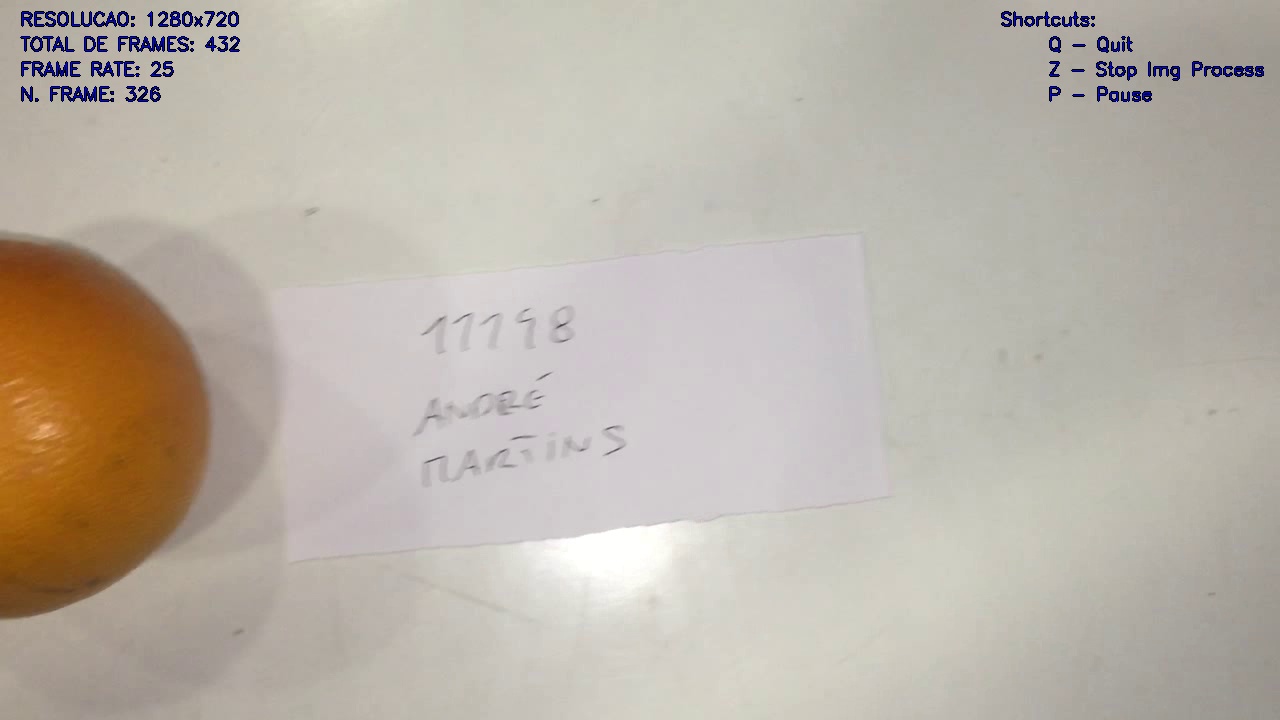 RESOLUCAO: 1280x720
TOTAL DE FRAMES: 432
FRAME RATE: 25
N. FRAME: 326
Shortcuts:
Q - Quit
Z - Stop Img Process
P - Pause
11198
ANDRÉ
MARTINS